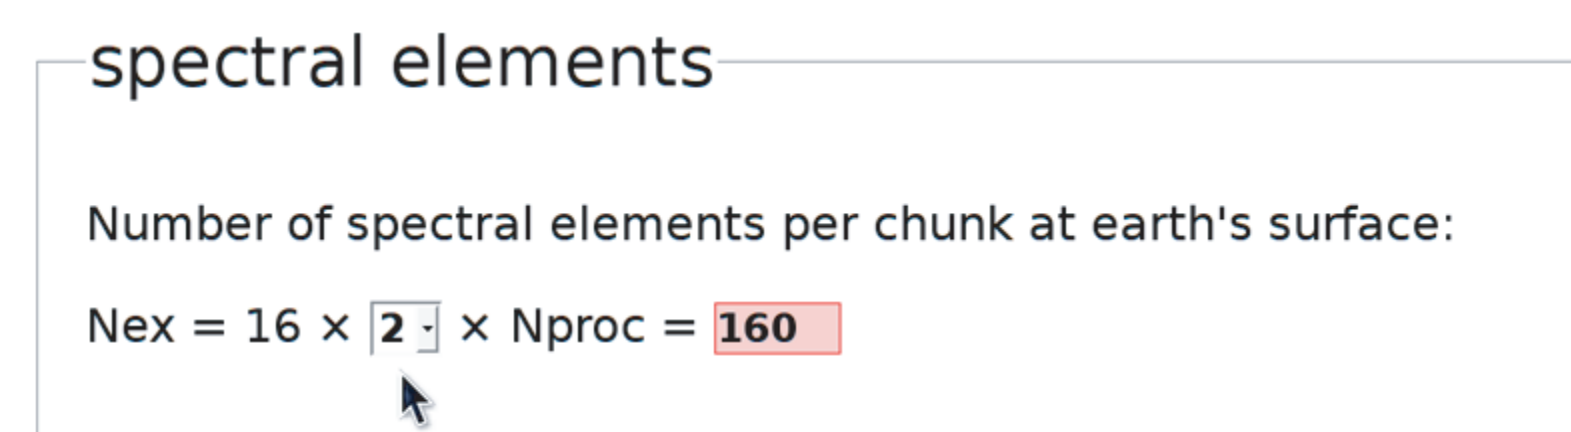 spectral elements
Number of spectral elements per chunk at earth's surface:
Nex = 16 × 2 × Nproc = 160